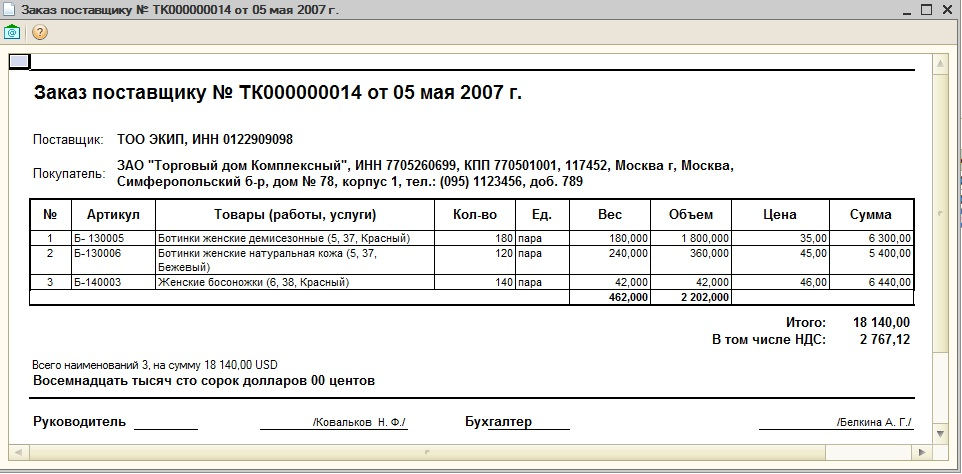 Заказ поставщику № ТК000000014 от 05 мая 2007 г.
Заказ поставщику № ТК000000014 от 05 мая 2007 г.
Поставщик: ТОО ЭКИП, ИНН 0122909098
Покупатель: ЗАО "Торговый дом Комплексный", ИНН 7705260699, КПП 770501001, 117452, Москва г, Москва,
Симферопольский б-р, дом № 78, корпус 1, тел.: (095) 1123456, доб. 789
№ Артикул Товары (работы, услуги) Кол-во Ед. Вес Объем Цена Сумма
1 Б- 130005 Ботинки женские демисезонные (5, 37, Красный) 180 пара 180,000 1 800,000 35,00 6 300,00
2 Б-130006 Ботинки женские натуральная кожа (5, 37, 120 пара 240,000 360,000 45,00 5 400,00
Бежевый)
3 Б-140003 Женские босоножки (6, 38, Красный) 140 пара 42,000 42,000 46,00 6 440,00
462,000 2 202,000
Итого: 18 140,00
В том числе НДС: 2 767,12
Всего наименований 3, на сумму 18 140,00 USD
Восемнадцать тысяч сто сорок долларов 00 центов
Руководитель /Ковальков Н. Ф./ Бухгалтер /Белкина А. Г./